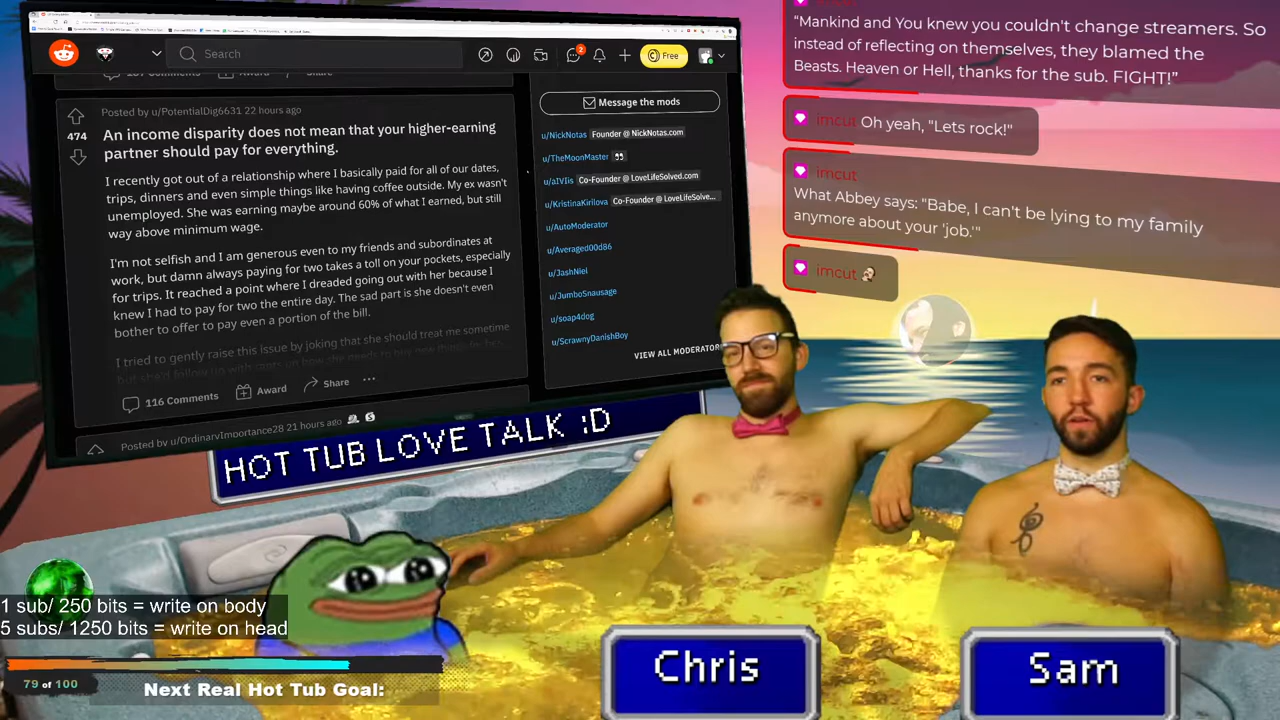 Search
2
Free
Award
Share
Posted by u/PotentialDig6631 22 hours ago
474
An income disparity does not mean that your higher-earning
partner should pay for everything.
I recently got out of a relationship where I basically paid for all of our dates,
trips, dinners and even simple things like having coffee outside. My ex wasn't
unemployed. She was earning maybe around 60% of what I earned, but still
way above minimum wage.
I'm not selfish and I am generous even to my friends and subordinates at
work, but damn always paying for two takes a toll on your pockets, especially
for trips. It reached a point where I dreaded going out with her because I
knew I had to pay for two the entire day. The sad part is she doesn't even
bother to offer to pay even a portion of the bill.
I tried to gently raise this issue by joking that she should treat me sometime
116 Comments
Award
Share
Posted by u/OrdinaryImportance28 21 hours ago
Message the mods
u/NickNotas Founder @ NickNotas.com
u/TheMoonMaster
u/aIVIis Co-Founder @ LoveLifeSolved.com
u/KristinaKirilova Co-Founder @ LoveLifeSolve...
u/AutoModerator
u/Averaged00d86
u/JashNiel
u/JumboSnausage
u/soap4dog
u/ScrawnyDanishBoy
VIEW ALL MODERATOR
HOT TUB LOVE TALK :D
"Mankind and You knew you couldn't change streamers. So
instead of reflecting on themselves, they blamed the
Beasts. Heaven or Hell, thanks for the sub. FIGHT!"
imcut Oh yeah, "Lets rock!"
imcut
What Abbey says: "Babe, I can't be lying to my family
anymore about your 'job.'"
imcut
1 sub/ 250 bits = write on body
5 subs/ 1250 bits = write on head
79 of 100
Next Real Hot Tub Goal:
Chris
Sam